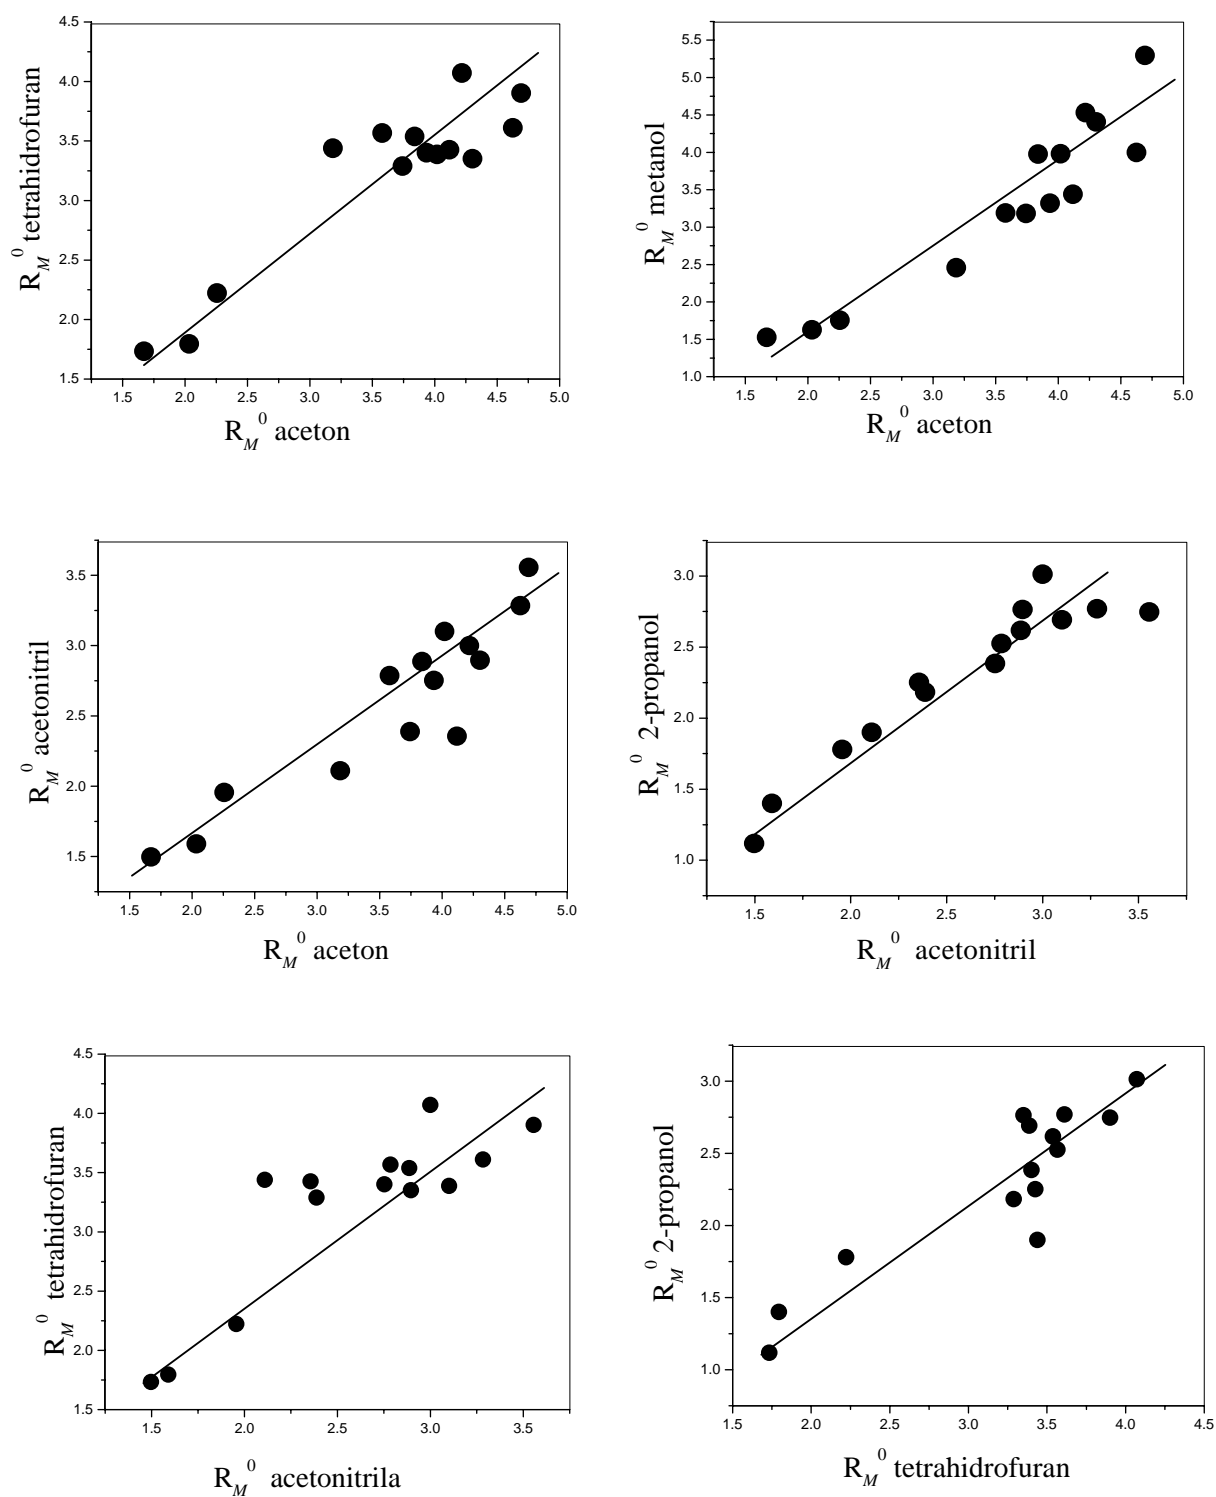 4.5
4.0
3.5
3.0
2.5
2.0
1.5
R_M^0 tetrahidrofuran
1.5 2.0 2.5 3.0 3.5 4.0 4.5 5.0
R_M^0 aceton
5.5
5.0
4.5
4.0
3.5
3.0
2.5
2.0
1.5
1.0
R_M^0 metanol
1.5 2.0 2.5 3.0 3.5 4.0 4.5 5.0
R_M^0 aceton
3.5
3.0
2.5
2.0
1.5
R_M^0 acetonitril
1.5 2.0 2.5 3.0 3.5 4.0 4.5 5.0
R_M^0 aceton
3.0
2.5
2.0
1.5
1.0
R_M^0 2-propanol
1.5 2.0 2.5 3.0 3.5
R_M^0 acetonitril
4.5
4.0
3.5
3.0
2.5
2.0
1.5
R_M^0 tetrahidrofuran
1.5 2.0 2.5 3.0 3.5
R_M^0 acetonitrila
3.0
2.5
2.0
1.5
1.0
R_M^0 2-propanol
1.5 2.0 2.5 3.0 3.5 4.0 4.5
R_M^0 tetrahidrofuran